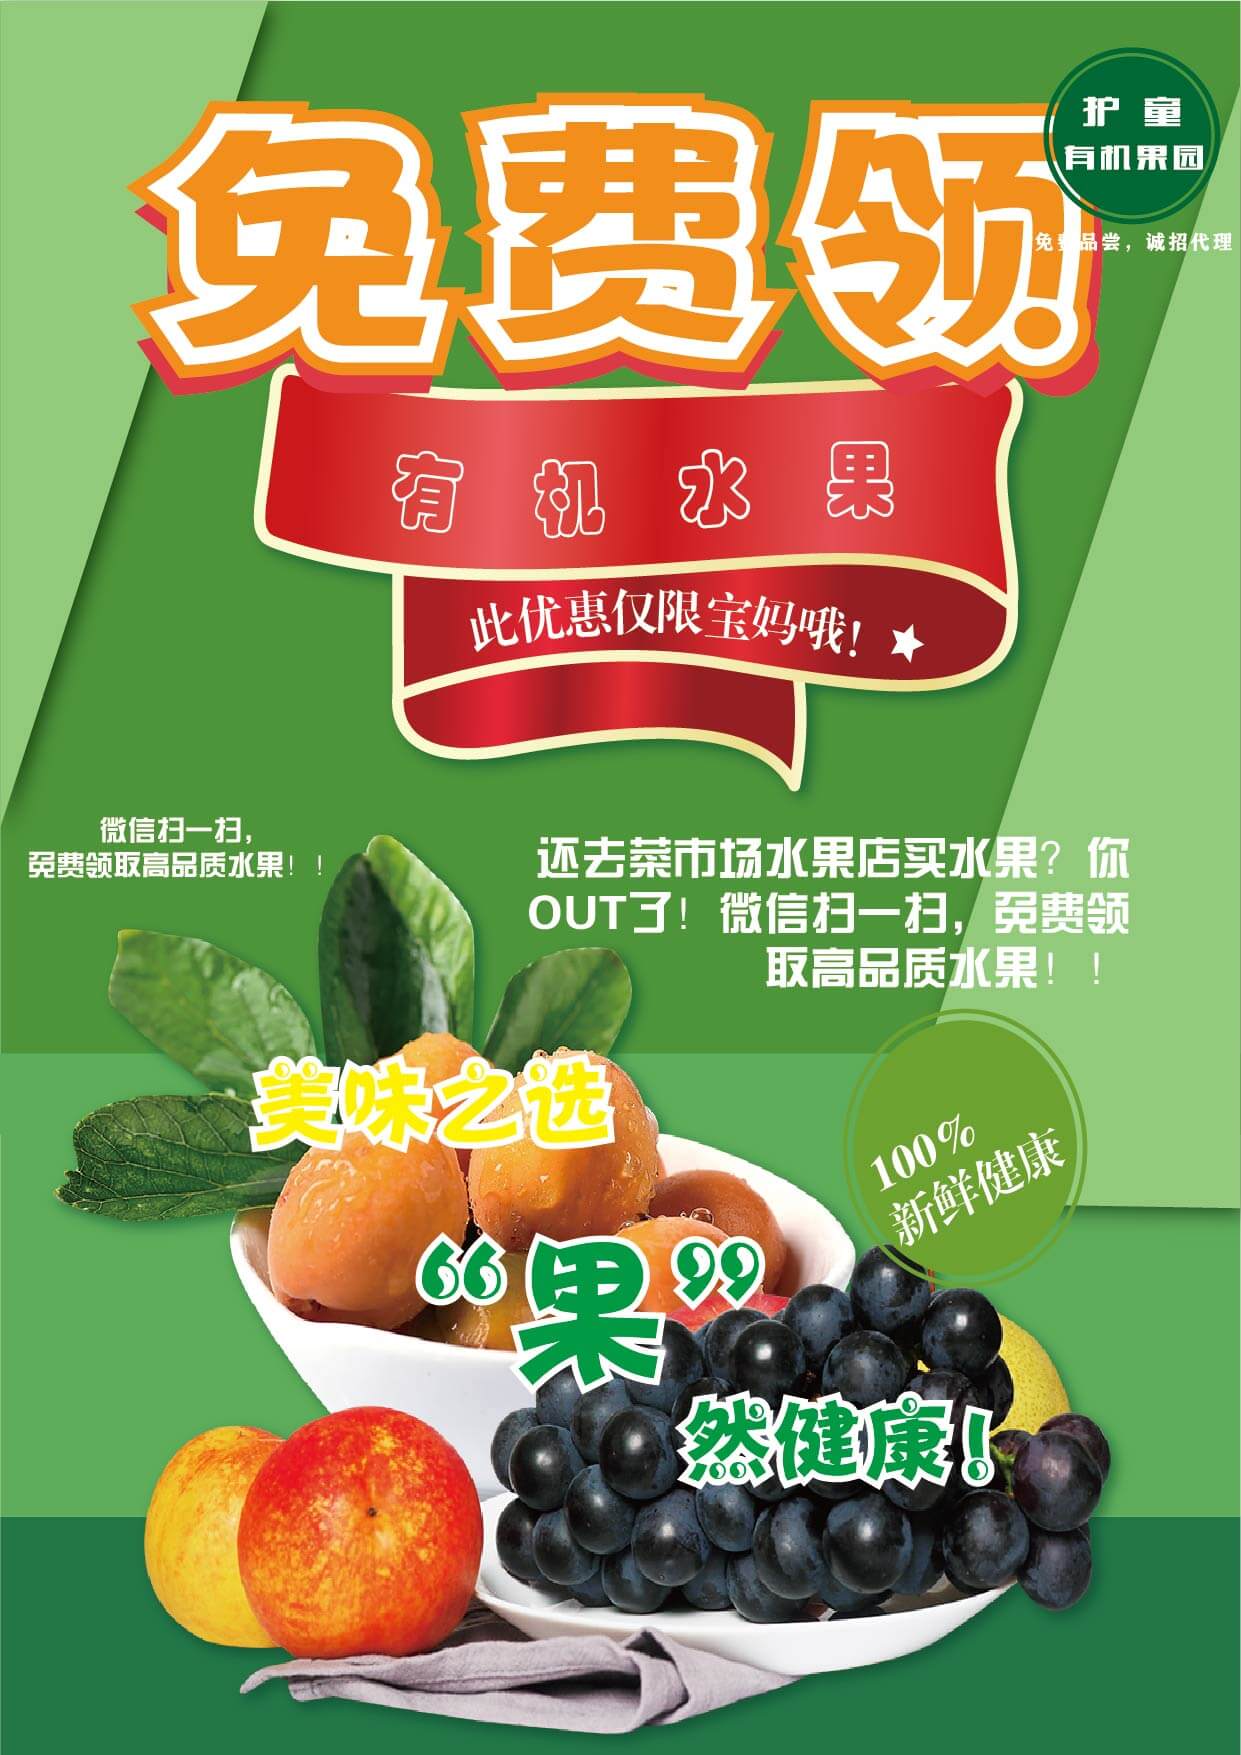 护童
有机果园
免费品尝，诚招代理
免费领
有机水果
此优惠仅限宝妈哦！
微信扫一扫，
免费领取高品质水果！！
还去菜市场水果店买水果？你
OUT了！微信扫一扫，免费领
取高品质水果！！
100%
新鲜健康
美味之选
“果”
然健康！